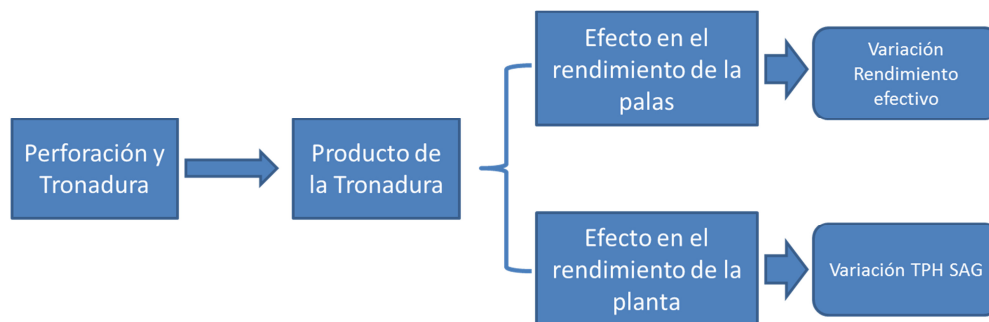 Perforación y
Tronadura
Producto de
la Tronadura
Efecto en el
rendimiento de la
palas
Variación
Rendimiento
efectivo
Efecto en el
rendimiento de la
planta
Variación TPH SAG